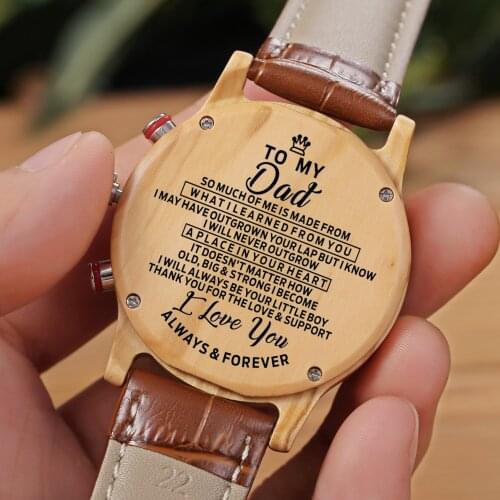 TO MY
Dad
SO MUCH OF ME IS MADE FROM
WHAT I LEARNED FROM YOU
I MAY HAVE OUTGROWN YOUR LAP BUT I KNOW
I WILL NEVER OUTGROW
A PLACE IN YOUR HEART
IT DOESN'T MATTER HOW
OLD, BIG & STRONG I BECOME
I WILL ALWAYS BE YOUR LITTLE BOY
THANK YOU FOR THE LOVE & SUPPORT
I Love You
ALWAYS & FOREVER
22